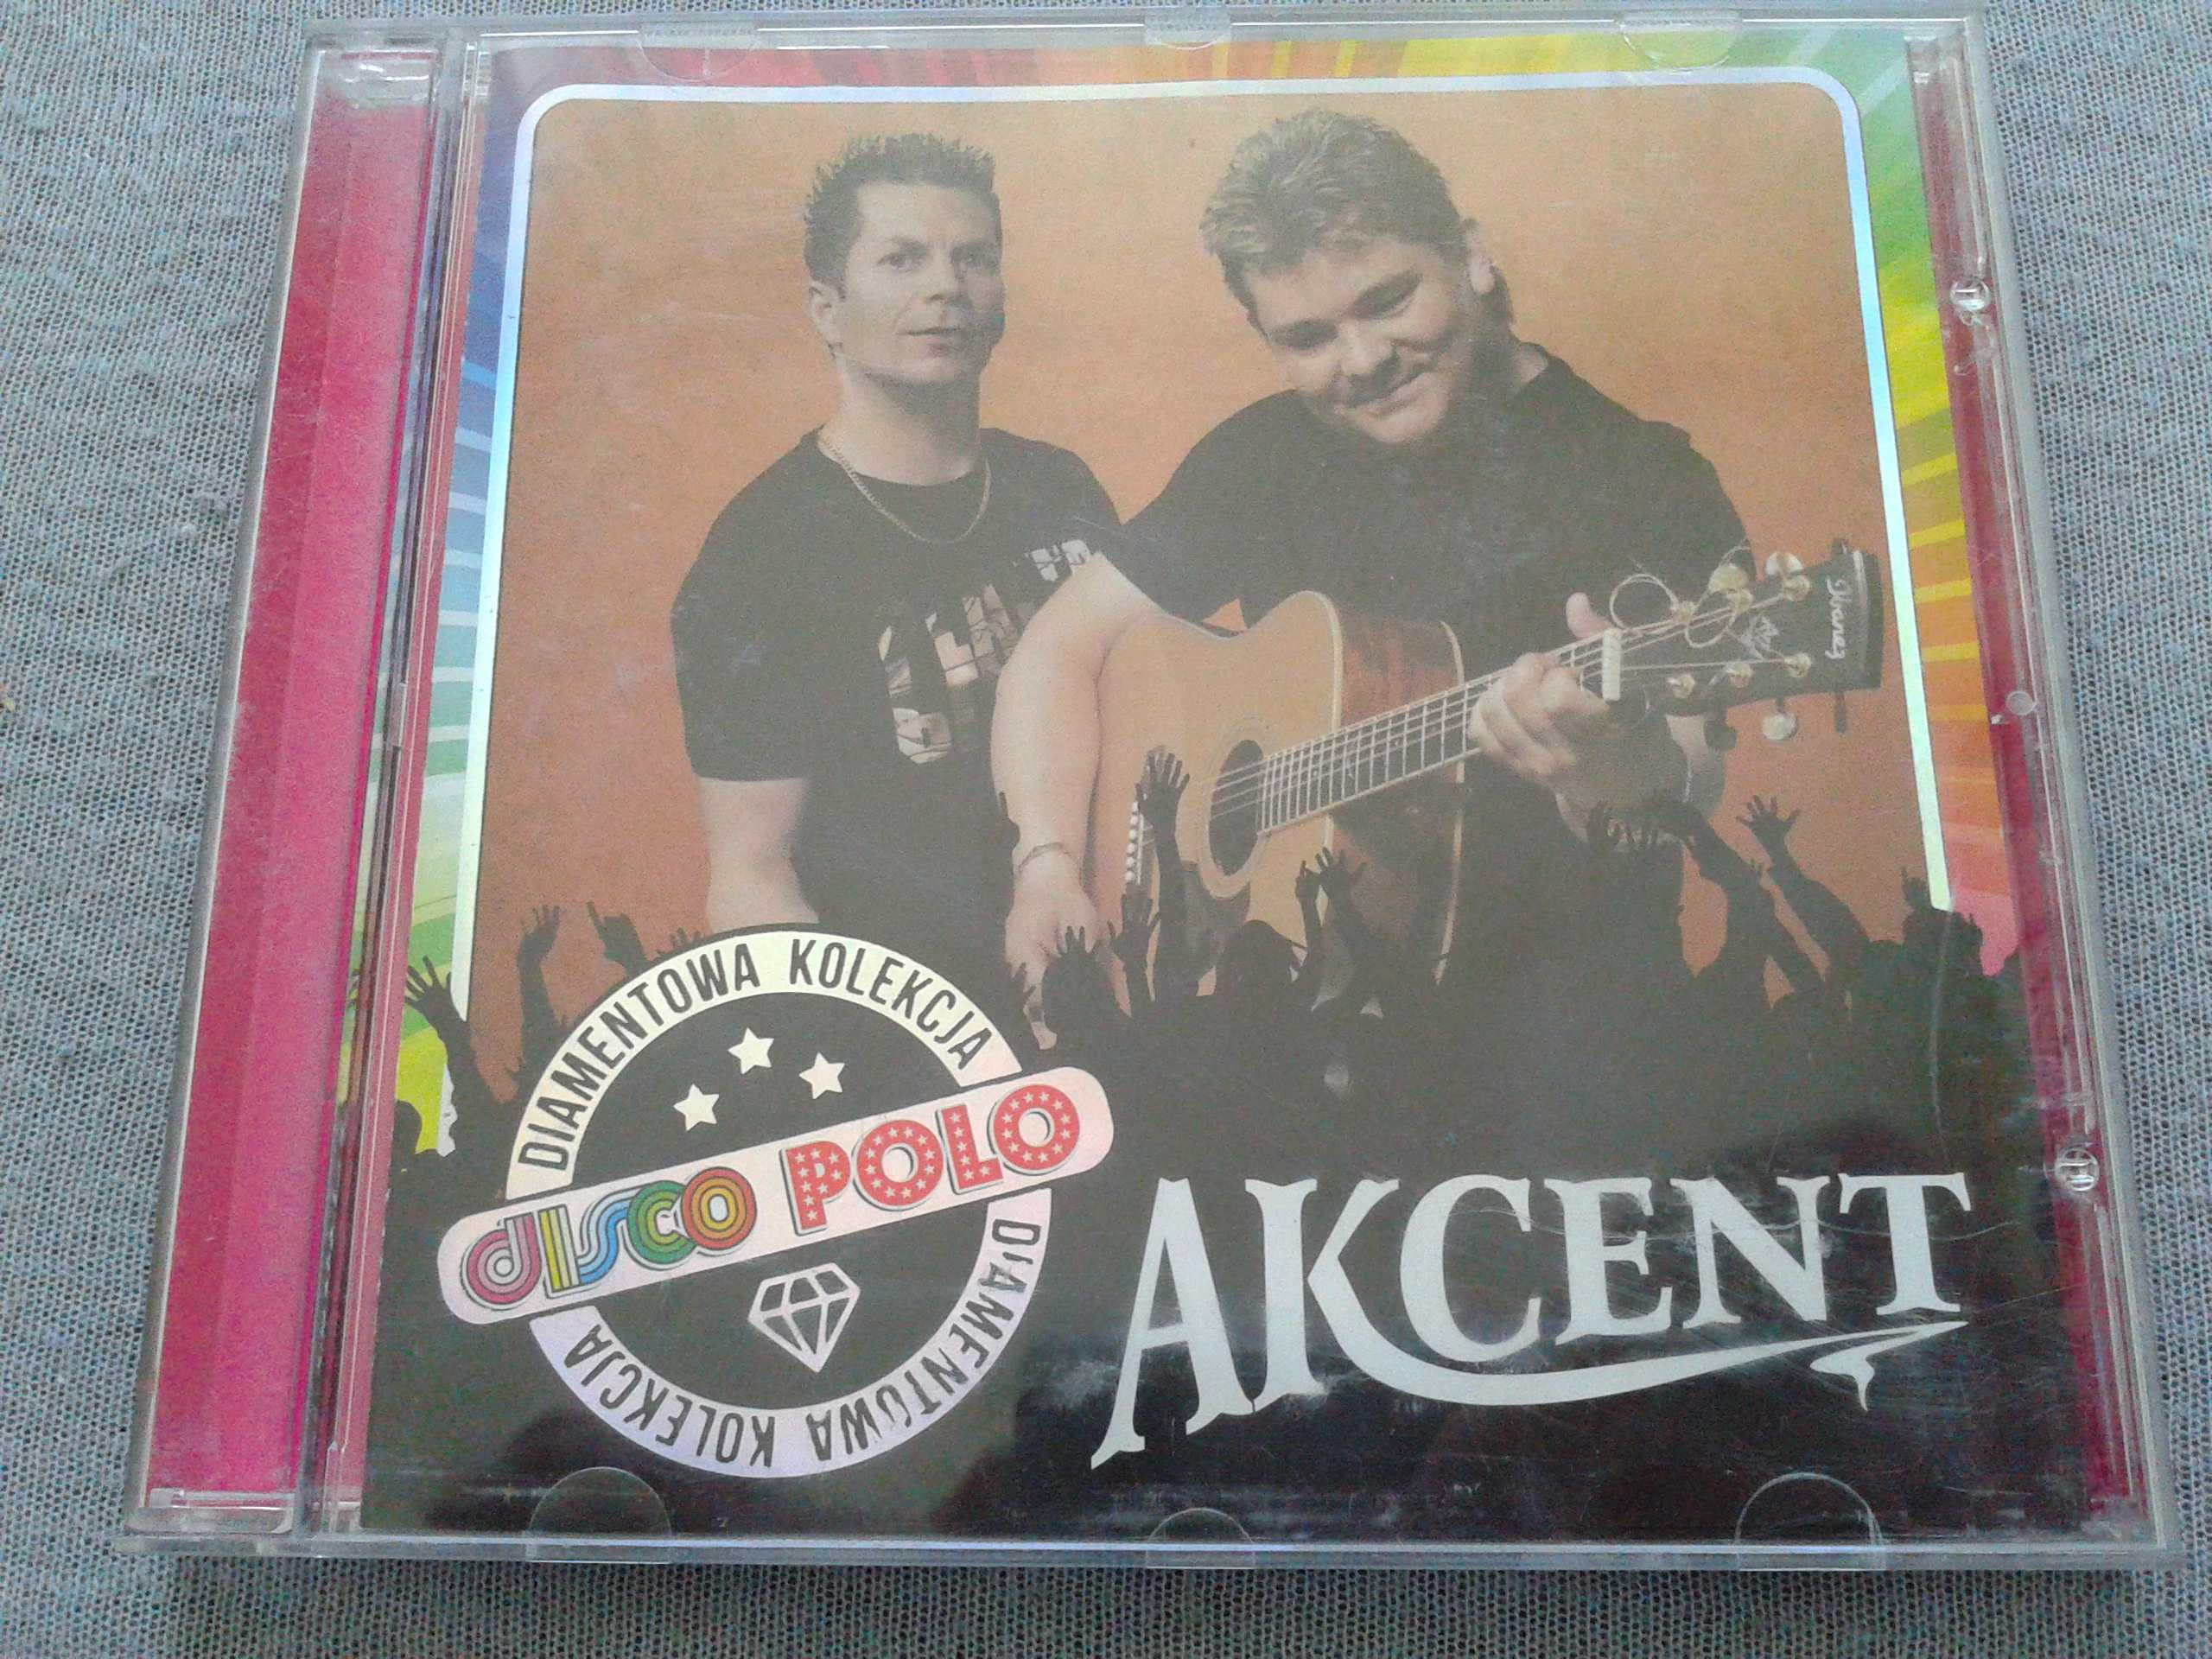 DIAMENTOWA KOLEKCJA
DISCO POLO
DIAMENTOWA KOLEKCJA
AKCENT